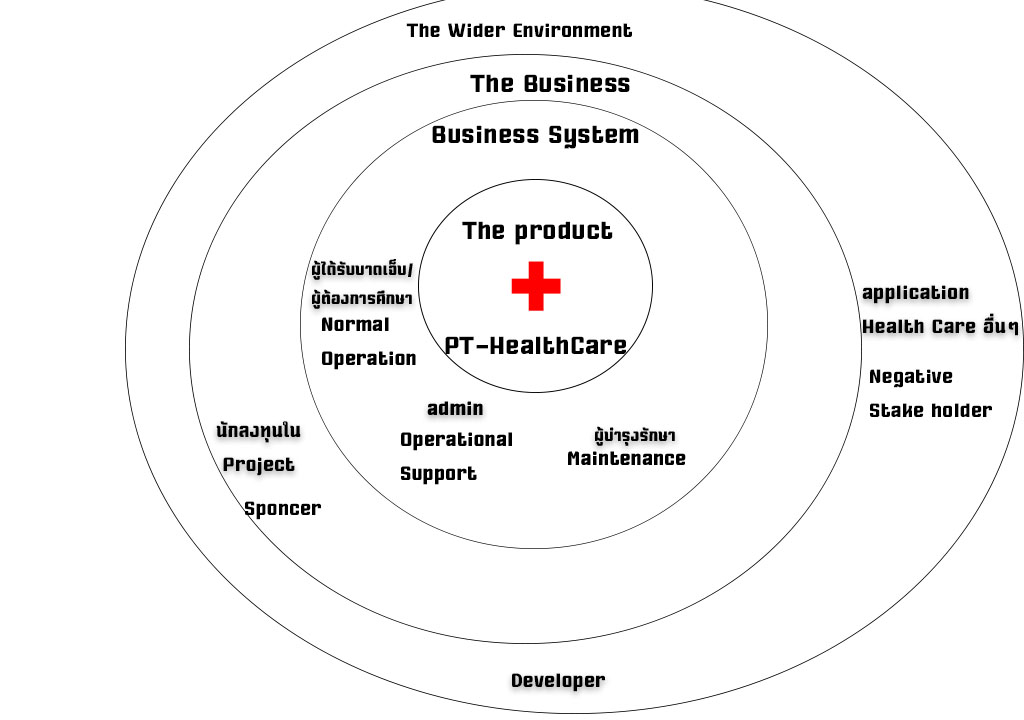 The Wider Environment
The Business
Business System
The product
PT-HealthCare
ผู้ได้รับบาดเจ็บ/
ผู้ต้องการศึกษา
Normal
Operation
admin
Operational
Support
ผู้บำรุงรักษา
Maintenance
นักลงทุนใน
Project
Sponcer
application
Health Care อื่นๆ
Negative
Stake holder
Developer